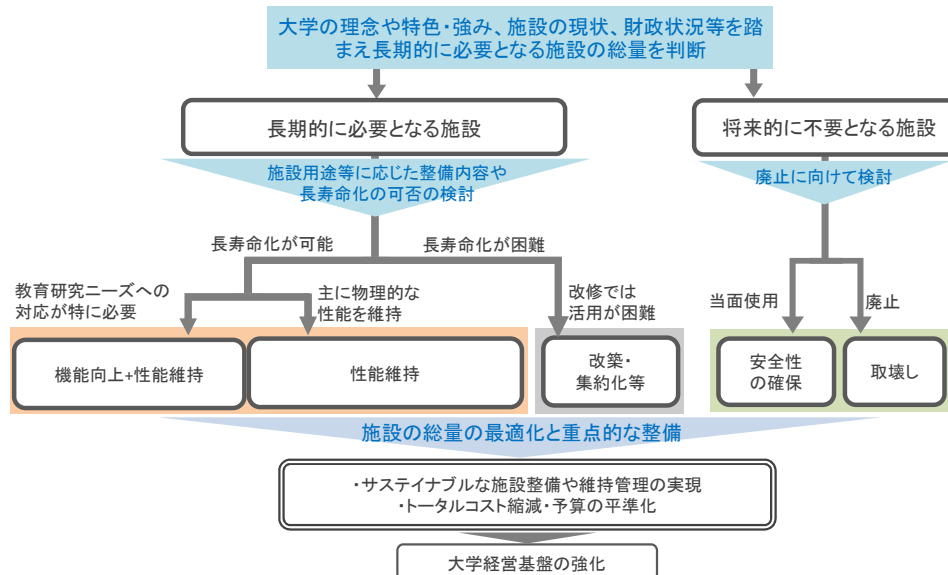 大学の理念や特色・強み、施設の現状、財政状況等を踏
まえ長期的に必要となる施設の総量を判断
長期的に必要となる施設
将来的に不要となる施設
施設用途等に応じた整備内容や
長寿命化の可否の検討
廃止に向けて検討
長寿命化が可能
長寿命化が困難
教育研究ニーズへの
対応が特に必要
主に物理的な
性能を維持
改修では
活用が困難
当面使用
廃止
機能向上+性能維持
性能維持
改築・
集約化等
安全性
の確保
取壊し
施設の総量の最適化と重点的な整備
・サステイナブルな施設整備や維持管理の実現
・トータルコスト縮減・予算の平準化
大学経営基盤の強化